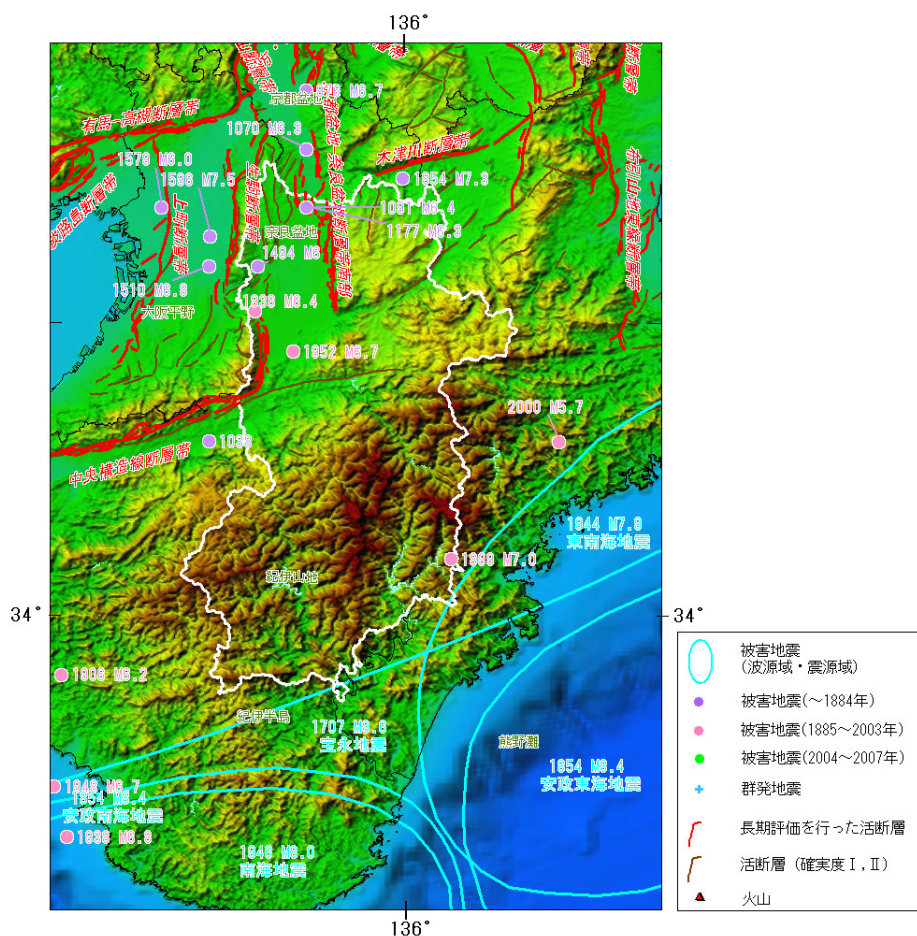 136°
有馬ー高槻断層帯
京都盆地
1070 M6.3
木津川断層帯
1579 M6.0
1596 M7.5
1854 M7.3
1091 M6.4
1177 M6.3
生駒断層帯
上町断層帯
奈良盆地
1494 M6
1510 M6.8
大阪平野
1936 M6.4
1952 M6.7
2000 M5.7
1038
中央構造線断層帯
1944 M7.9
東南海地震
1899 M7.0
紀伊山地
34°
34°
1906 M6.2
紀伊半島
1707 M8.6
宝永地震
熊野灘
1854 M8.4
安政東海地震
1854 M8.4
安政南海地震
1938 M6.8
1946 M8.0
南海地震
136°
被害地震
(波源域・震源域)
被害地震(～1884年)
被害地震(1885～2003年)
被害地震(2004～2007年)
群発地震
長期評価を行った活断層
活断層（確実度Ⅰ,Ⅱ）
火山